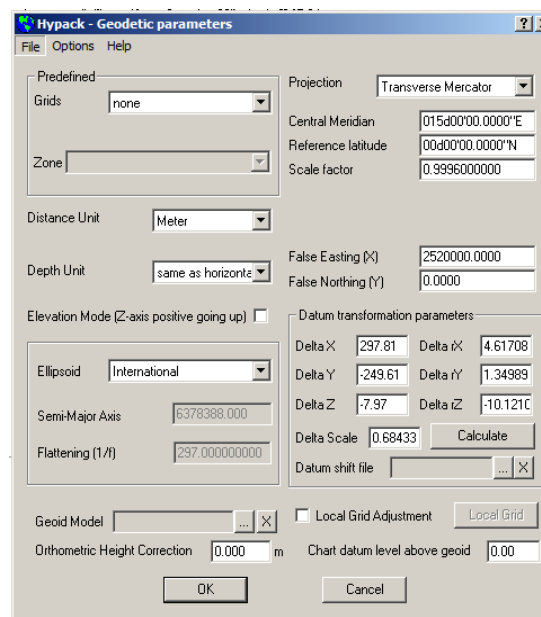 Hypack - Geodetic parameters
File Options Help
Predefined
Grids none
Zone
Distance Unit Meter
Depth Unit same as horizonta
Elevation Mode (Z-axis positive going up)
Ellipsoid International
Semi-Major Axis 6378388.000
Flattening (1/f) 297.000000000
Projection Transverse Mercator
Central Meridian 015d00'00.0000"E
Reference latitude 00d00'00.0000"N
Scale factor 0.9996000000
False Easting (X) 2520000.0000
False Northing (Y) 0.0000
Datum transformation parameters
Delta X 297.81 Delta rX 4.61708
Delta Y -249.61 Delta rY 1.34989
Delta Z -7.97 Delta rZ -10.1210
Delta Scale 0.68433 Calculate
Datum shift file ... X
Geoid Model ... X
Local Grid Adjustment Local Grid
Orthometric Height Correction 0.000 m
Chart datum level above geoid 0.00
OK Cancel